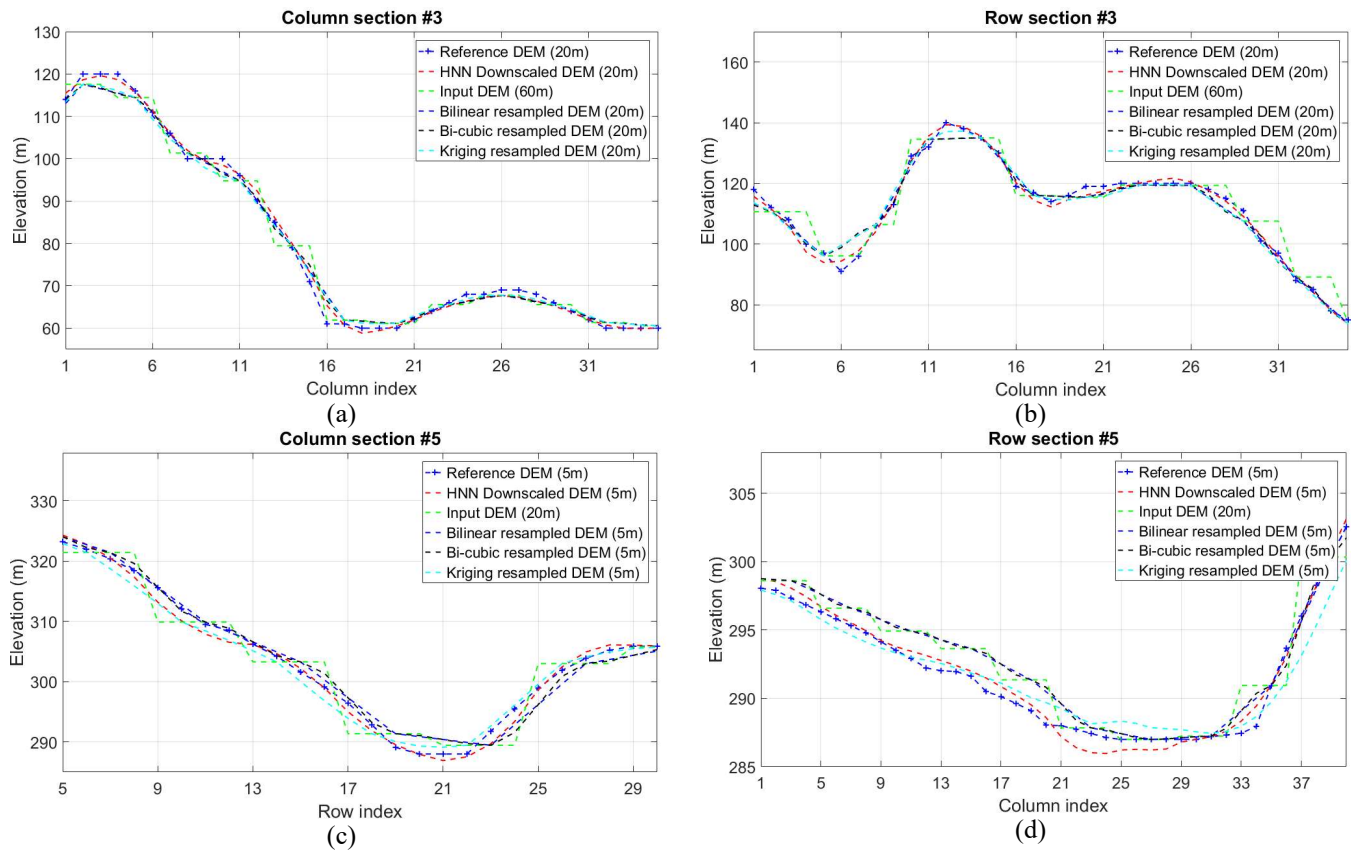 Column section #3
130
120
110
100
90
80
70
60
Elevation (m)
1 6 11 16 21 26 31
Column index
Reference DEM (20m)
HNN Downscaled DEM (20m)
Input DEM (60m)
Bilinear resampled DEM (20m)
Bi-cubic resampled DEM (20m)
Kriging resampled DEM (20m)
(a)
Row section #3
160
140
120
100
80
Elevation (m)
1 6 11 16 21 26 31
Column index
Reference DEM (20m)
HNN Downscaled DEM (20m)
Input DEM (60m)
Bilinear resampled DEM (20m)
Bi-cubic resampled DEM (20m)
Kriging resampled DEM (20m)
(b)
Column section #5
330
320
310
300
290
Elevation (m)
5 9 13 17 21 25 29
Row index
Reference DEM (5m)
HNN Downscaled DEM (5m)
Input DEM (20m)
Bilinear resampled DEM (5m)
Bi-cubic resampled DEM (5m)
Kriging resampled DEM (5m)
(c)
Row section #5
305
300
295
290
285
Elevation (m)
1 5 9 13 17 21 25 29 33 37
Column index
Reference DEM (5m)
HNN Downscaled DEM (5m)
Input DEM (20m)
Bilinear resampled DEM (5m)
Bi-cubic resampled DEM (5m)
Kriging resampled DEM (5m)
(d)